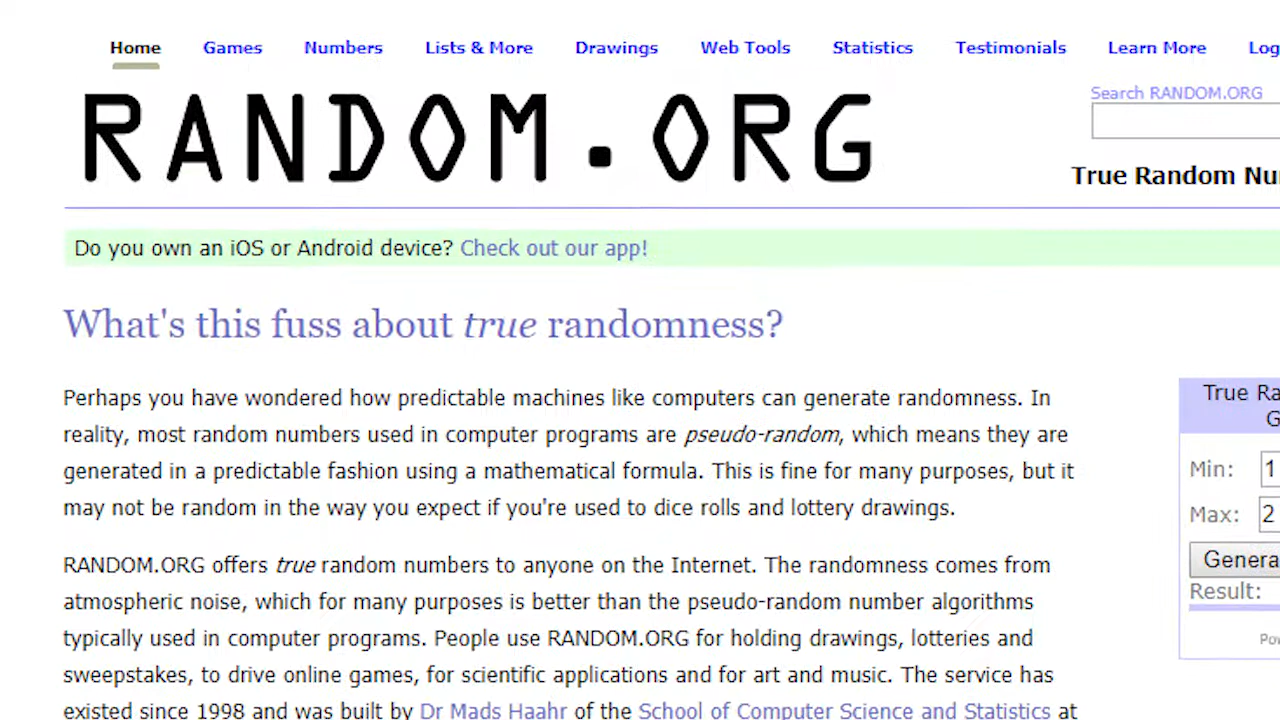 Home Games Numbers Lists & More Drawings Web Tools Statistics Testimonials Learn More
RANDOM.ORG
Search RANDOM.ORG
True Random
Do you own an iOS or Android device? Check out our app!
What's this fuss about true randomness?
Perhaps you have wondered how predictable machines like computers can generate randomness. In
reality, most random numbers used in computer programs are pseudo-random, which means they are
generated in a predictable fashion using a mathematical formula. This is fine for many purposes, but it
may not be random in the way you expect if you're used to dice rolls and lottery drawings.
RANDOM.ORG offers true random numbers to anyone on the Internet. The randomness comes from
atmospheric noise, which for many purposes is better than the pseudo-random number algorithms
typically used in computer programs. People use RANDOM.ORG for holding drawings, lotteries and
sweepstakes, to drive online games, for scientific applications and for art and music. The service has
existed since 1998 and was built by Dr Mads Haahr of the School of Computer Science and Statistics at
True
Min: 1
Max: 2
Result: